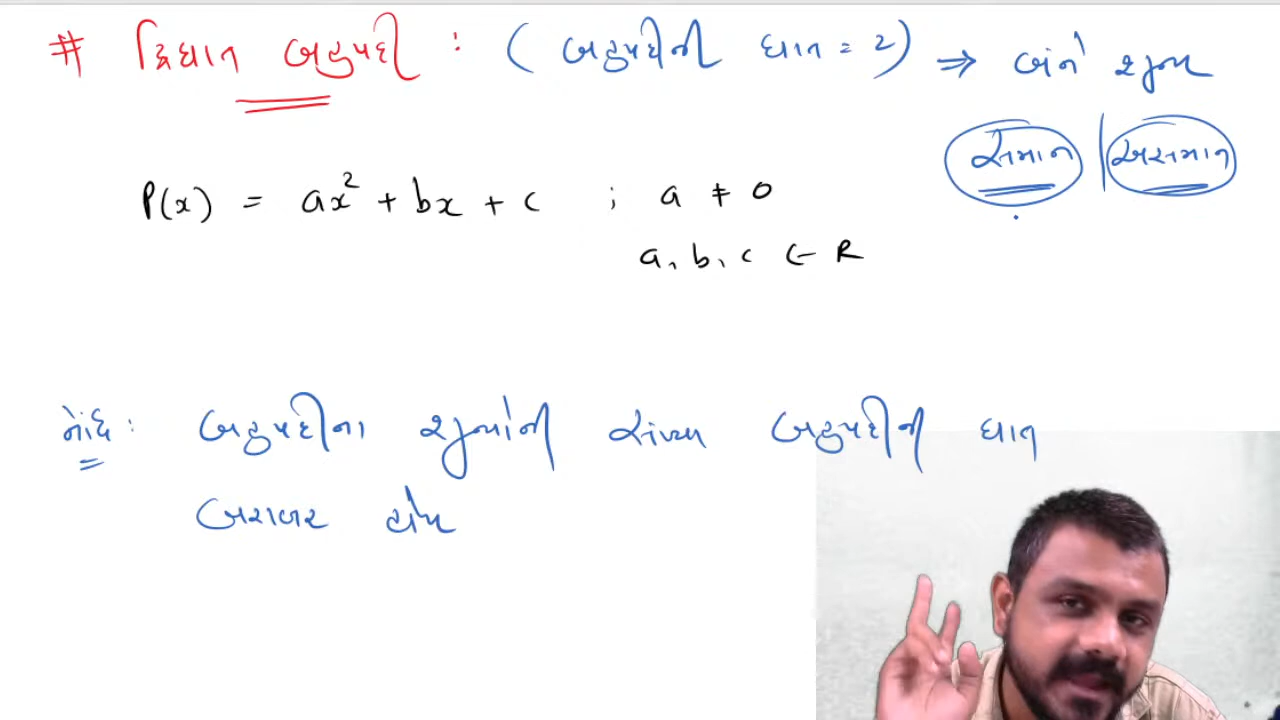 # દ્વિઘાત બહુપદી : ( બહુપદીની ઘાત = 2 ) ⇒ બંને શૂન્ય
સમાન | અસમાન
P(x) = ax² + bx + c ; a ≠ 0
a, b, c ∈ R
નોંધ : બહુપદીના શૂન્યોની સંખ્યા બહુપદીની ઘાત
બરાબર હોય